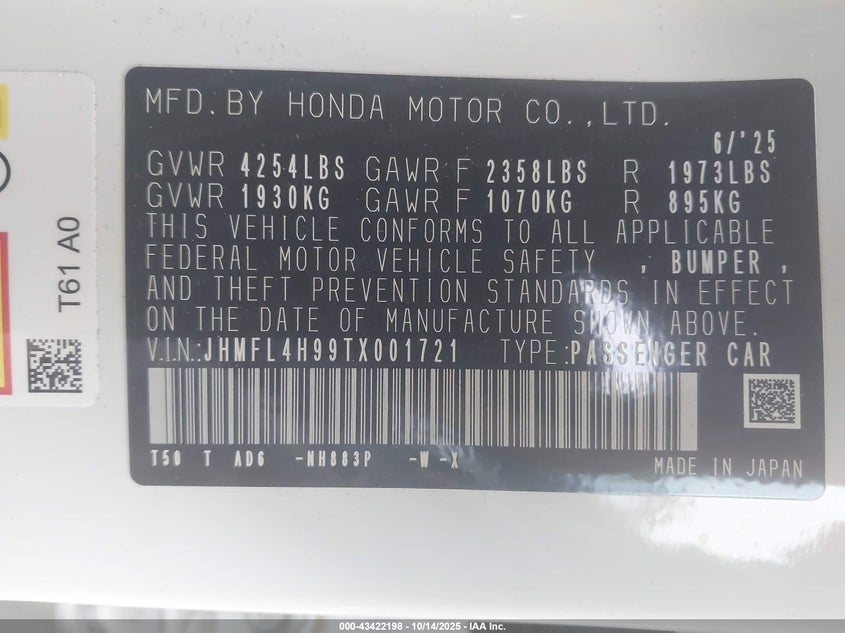 MFD. BY HONDA MOTOR CO., LTD.
6/'25
GVWR 4254LBS GAWR F 2358LBS R 1973LBS
GVWR 1930KG GAWR F 1070KG R 895KG
THIS VEHICLE CONFORMS TO ALL APPLICABLE
FEDERAL MOTOR VEHICLE SAFETY , BUMPER ,
AND THEFT PREVENTION STANDARDS IN EFFECT
ON THE DATE OF MANUFACTURE SHOWN ABOVE.
V.IN.:JHMFL4H99TX001721 TYPE:PASSENGER CAR
T50 T AD6 -NH883P -W -X
MADE IN JAPAN
T61 A0
000-43422198 - 10/14/2025 - IAA Inc.